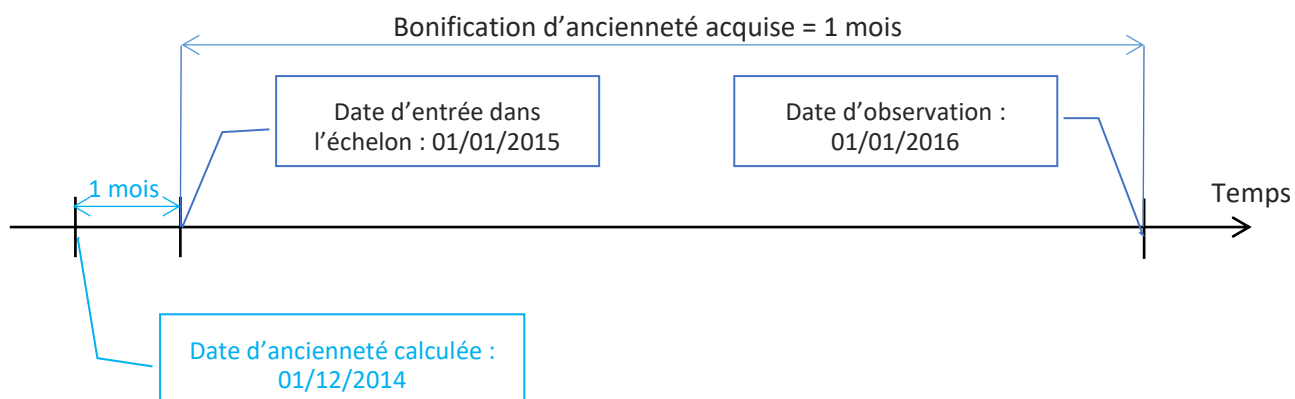 Bonification d’ancienneté acquise = 1 mois
Date d’entrée dans
l’échelon : 01/01/2015
Date d’observation :
01/01/2016
1 mois
Temps
Date d’ancienneté calculée :
01/12/2014